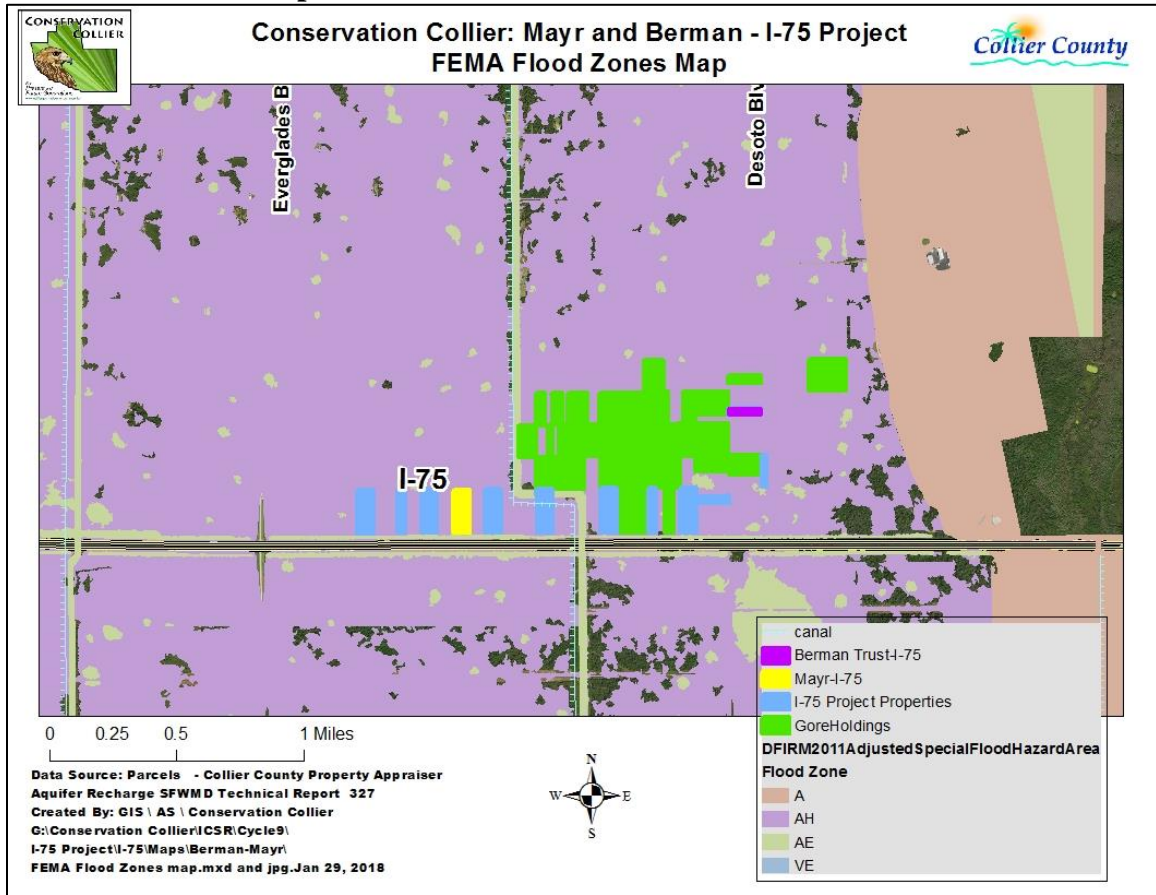 CONSERVATION
COLLIER
Conservation Collier: Mayr and Berman - I-75 Project
FEMA Flood Zones Map
Collier County
Everglades B
Desoto Blv
I-75
canal
Berman Trust-I-75
Mayr-I-75
I-75 Project Properties
GoreHoldings
DFIRM2011AdjustedSpecialFloodHazardArea
Flood Zone
A
AH
AE
VE
0 0.25 0.5 1 Miles
N
W E
S
Data Source: Parcels - Collier County Property Appraiser
Aquifer Recharge SFWMD Technical Report 327
Created By: GIS \ AS \ Conservation Collier
G:\Conservation Collier\ICSR\Cycle9\
I-75 Project\I-75\Maps\Berman-Mayr\
FEMA Flood Zones map.mxd and jpg.Jan 29, 2018